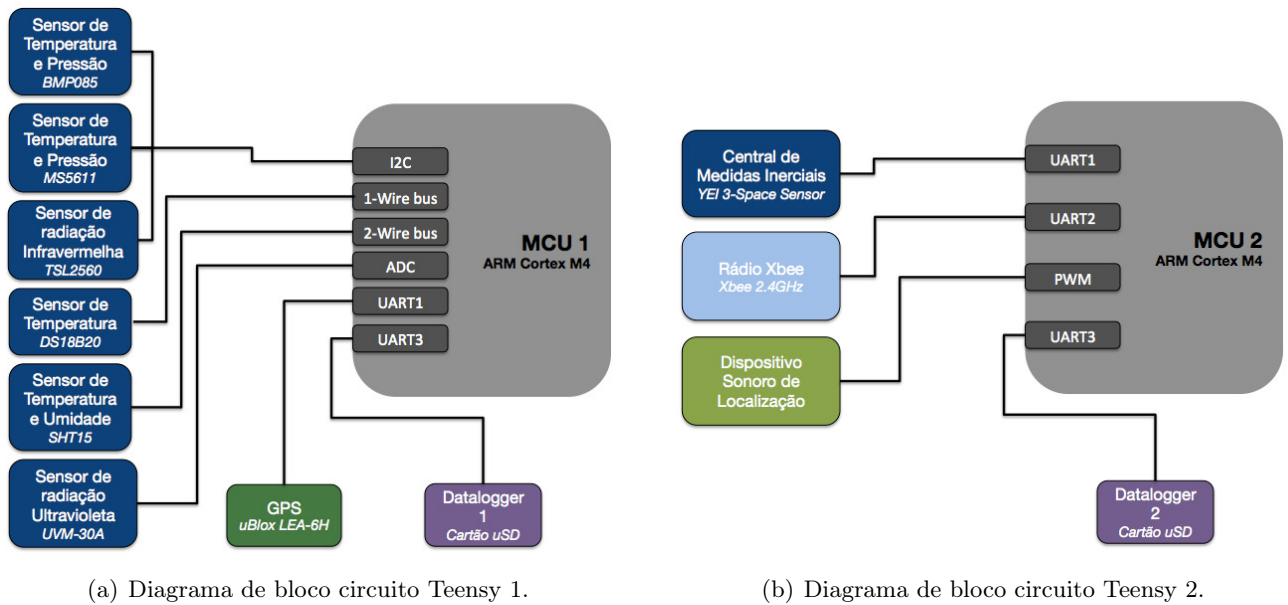 Sensor de
Temperatura
e Pressão
BMP085
Sensor de
Temperatura
e Pressão
MS5611
Sensor de
radiação
Infravermelha
TSL2560
Sensor de
Temperatura
DS18B20
Sensor de
Temperatura
e Umidade
SHT15
Sensor de
radiação
Ultravioleta
UVM-30A
I2C
1-Wire bus
2-Wire bus
ADC
UART1
UART3
MCU 1
ARM Cortex M4
GPS
uBlox LEA-6H
Datalogger
1
Cartão uSD
(a) Diagrama de bloco circuito Teensy 1.
Central de
Medidas Inerciais
YEI 3-Space Sensor
Rádio Xbee
Xbee 2.4GHz
Dispositivo
Sonoro de
Localização
UART1
UART2
PWM
UART3
MCU 2
ARM Cortex M4
Datalogger
2
Cartão uSD
(b) Diagrama de bloco circuito Teensy 2.